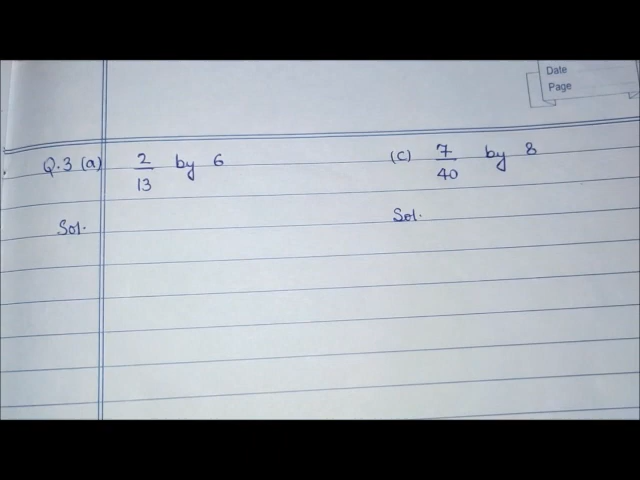 Date
Page
Q.3 (a) 2/13 by 6
(c) 7/40 by 8
Sol.
Sol.